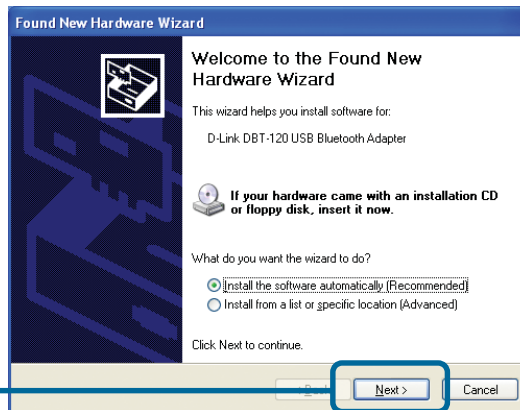 Found New Hardware Wizard
Welcome to the Found New
Hardware Wizard
This wizard helps you install software for:
D-Link DBT-120 USB Bluetooth Adapter
If your hardware came with an installation CD
or floppy disk, insert it now.
What do you want the wizard to do?
Install the software automatically (Recommended)
Install from a list or specific location (Advanced)
Click Next to continue.
Next >
Cancel